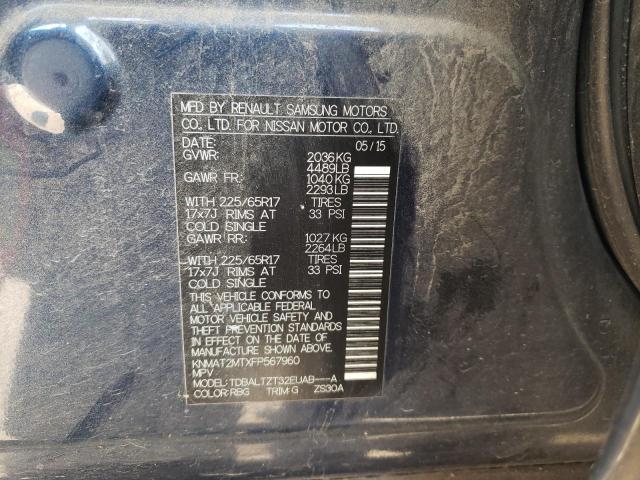 MFD BY RENAULT SAMSUNG MOTORS
CO., LTD. FOR NISSAN MOTOR CO., LTD.
DATE: 05/15
GVWR: 2036KG
4489LB
GAWR FR: 1040 KG
2293LB
WITH 225/65R17 TIRES
17x7J RIMS AT 33 PSI
COLD SINGLE
GAWR RR: 1027 KG
2264LB
WITH 225/65R17 TIRES
17x7J RIMS AT 33 PSI
COLD SINGLE
THIS VEHICLE CONFORMS TO
ALL APPLICABLE FEDERAL
MOTOR VEHICLE SAFETY AND
THEFT PREVENTION STANDARDS
IN EFFECT ON THE DATE OF
MANUFACTURE SHOWN ABOVE.
KNMAT2MTXFP567960
MPV
MODEL: TDBALTZT32EUAB---A
COLOR: RBG TRIM: G ZS30A